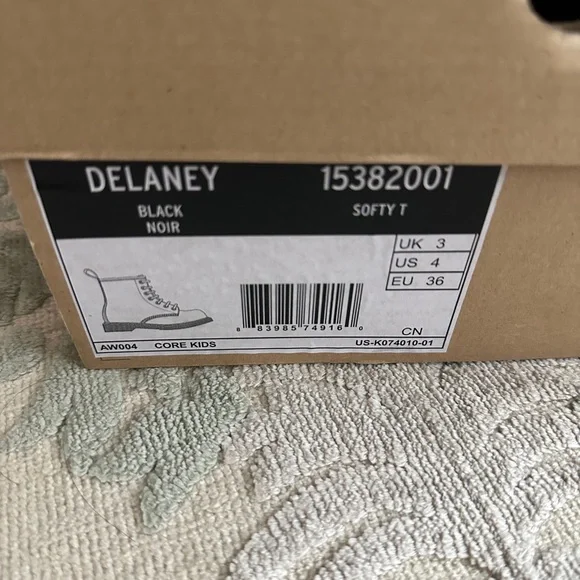 DELANEY 15382001
BLACK SOFTY T
NOIR
UK 3
US 4
EU 36
8 83985 74916 0
CN
AW004 CORE KIDS US-K074010-01